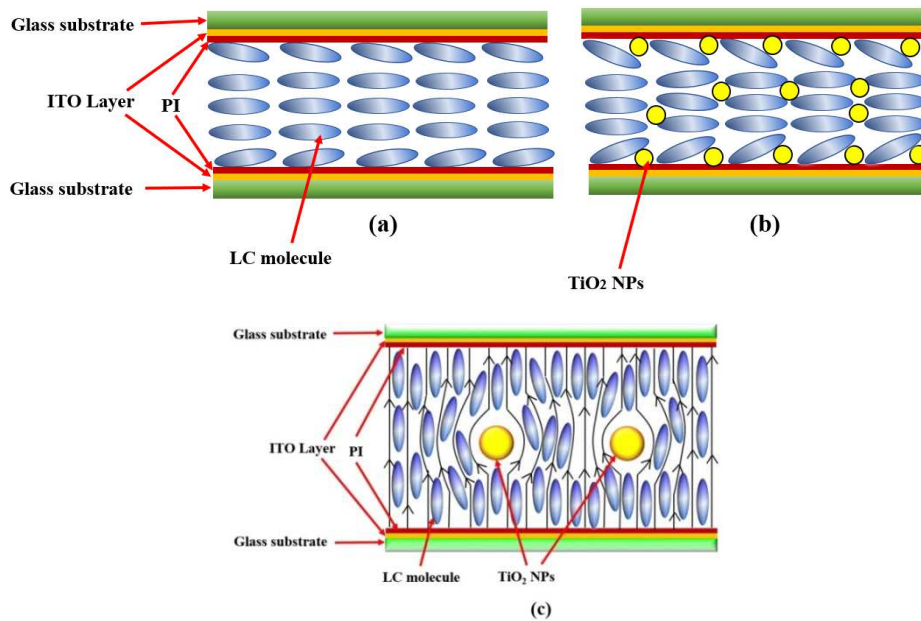 Glass substrate
ITO Layer
PI
Glass substrate
(a)
LC molecule
(b)
TiO2 NPs
Glass substrate
ITO Layer
PI
Glass substrate
LC molecule
TiO2 NPs
(c)